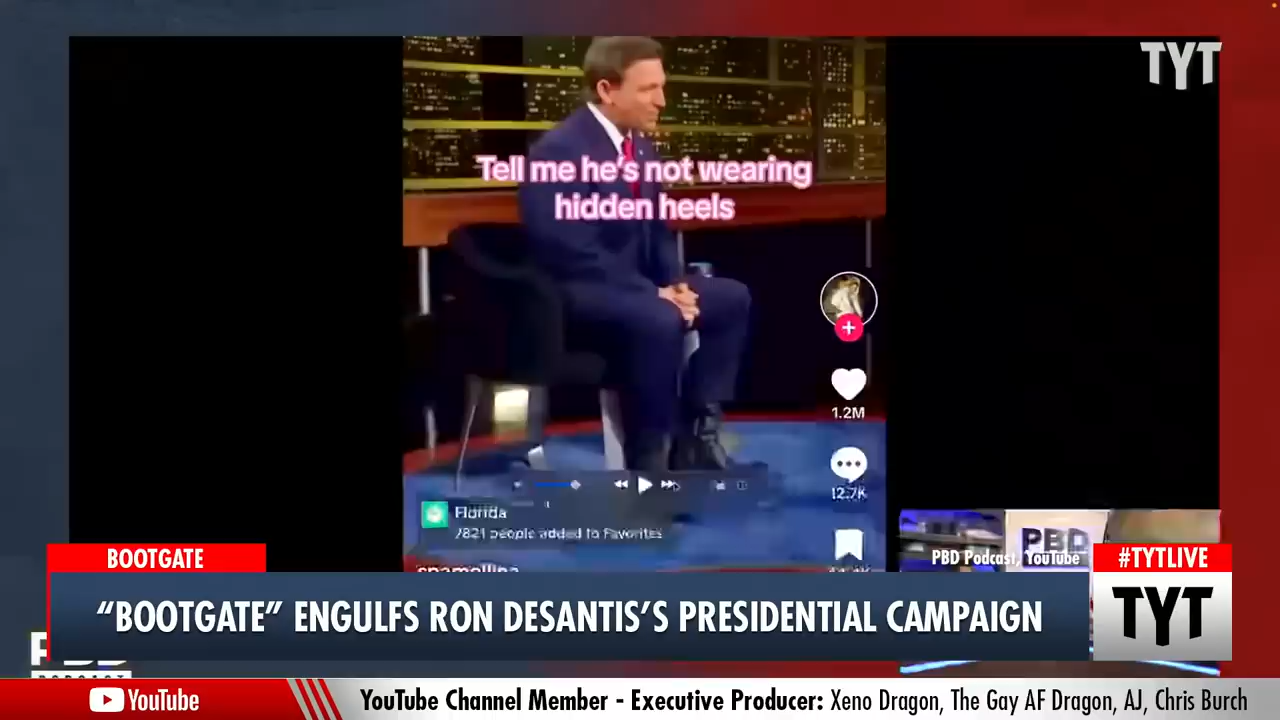 TYT
Tell me he's not wearing
hidden heels
1.2M
12.7K
Florida
7821 people added to Favorites
PBD
PBD Podcast, YouTube
BOOTGATE
#TYTLIVE
“BOOTGATE” ENGULFS RON DESANTIS’S PRESIDENTIAL CAMPAIGN
TYT
YouTube
YouTube Channel Member - Executive Producer: Xeno Dragon, The Gay AF Dragon, AJ, Chris Burch